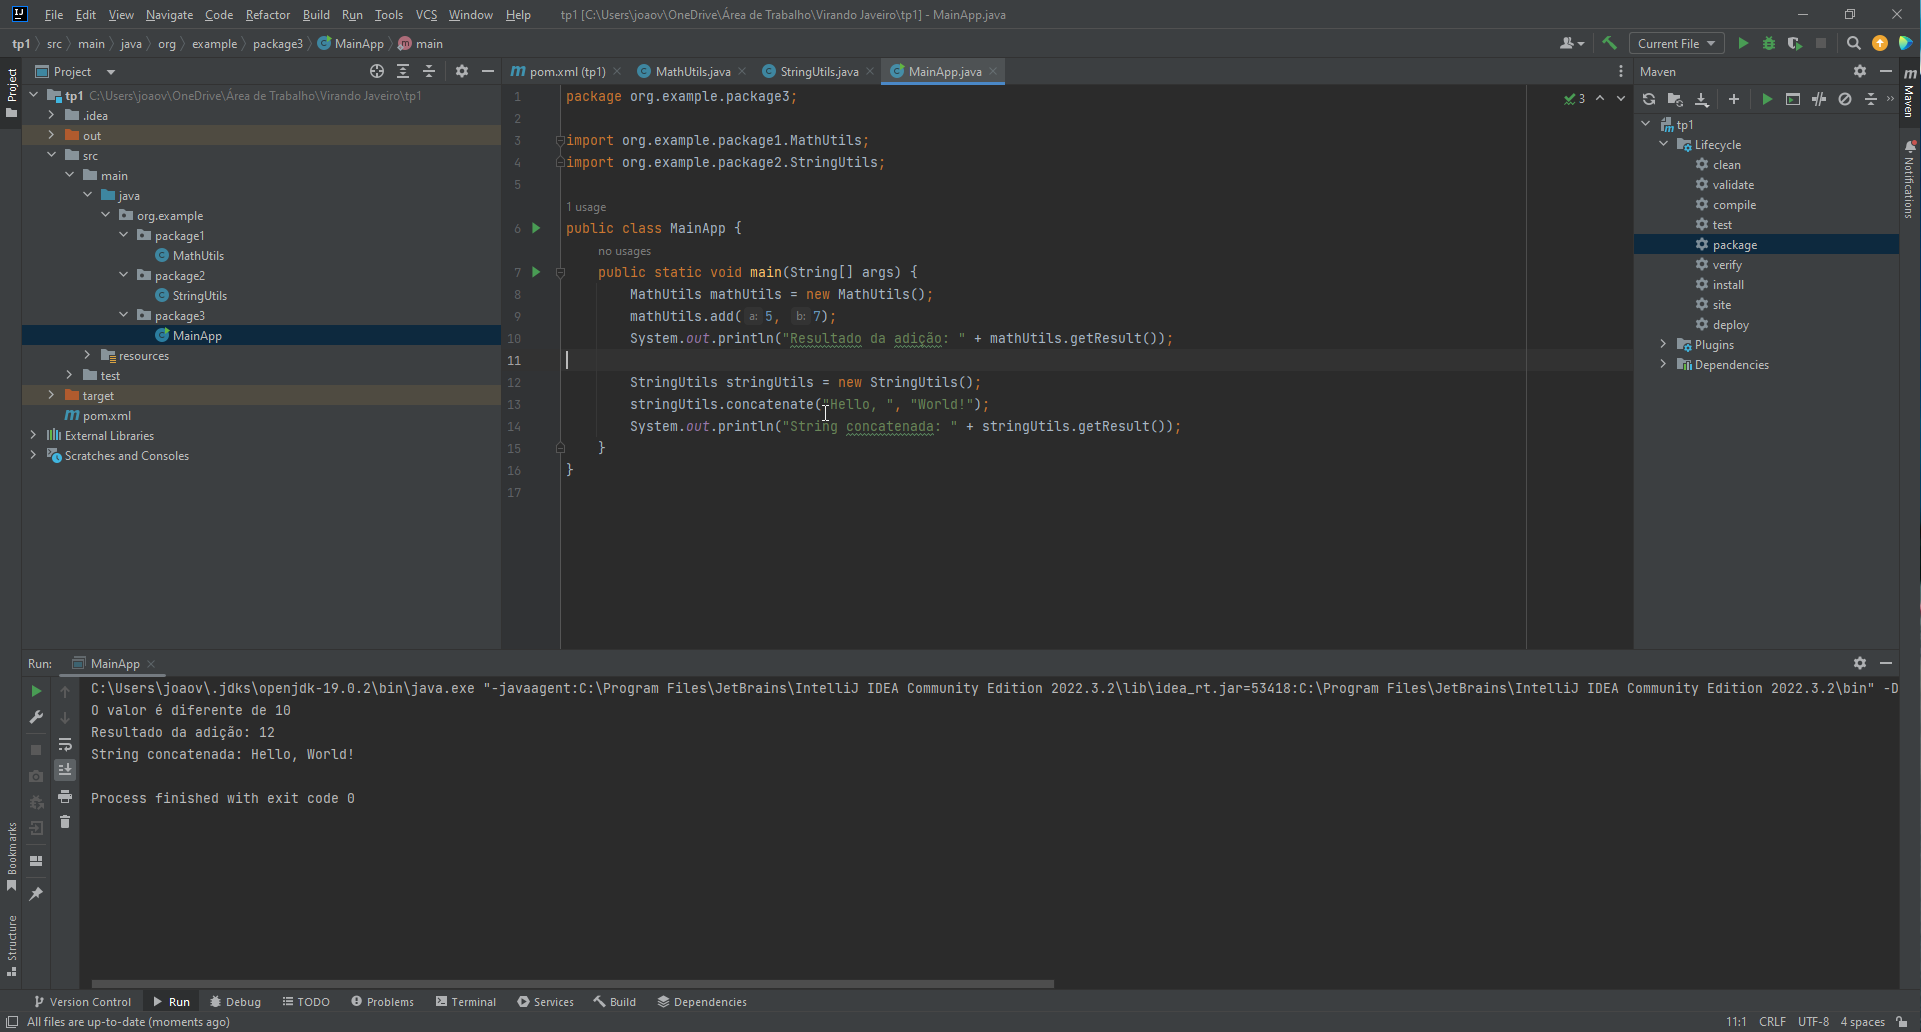 File Edit View Navigate Code Refactor Build Run Tools VCS Window Help tp1 [C:\Users\joaov\OneDrive\Área de Trabalho\Virando Javeiro\tp1] - MainApp.java
tp1 src main java org example package3 MainApp main
Current File
Project
Project
tp1 C:\Users\joaov\OneDrive\Área de Trabalho\Virando Javeiro\tp1
.idea
out
src
main
java
org.example
package1
MathUtils
package2
StringUtils
package3
MainApp
resources
test
target
pom.xml
External Libraries
Scratches and Consoles
pom.xml (tp1) MathUtils.java StringUtils.java MainApp.java
3
1 package org.example.package3;
2
3 import org.example.package1.MathUtils;
4 import org.example.package2.StringUtils;
5
1 usage
6 public class MainApp {
no usages
7 public static void main(String[] args) {
8 MathUtils mathUtils = new MathUtils();
9 mathUtils.add( a: 5, b: 7);
10 System.out.println("Resultado da adição: " + mathUtils.getResult());
11
12 StringUtils stringUtils = new StringUtils();
13 stringUtils.concatenate("Hello, ", "World!");
14 System.out.println("String concatenada: " + stringUtils.getResult());
15 }
16 }
17
Maven
tp1
Lifecycle
clean
validate
compile
test
package
verify
install
site
deploy
Plugins
Dependencies
Maven
Notifications
Run: MainApp
C:\Users\joaov\.jdks\openjdk-19.0.2\bin\java.exe "-javaagent:C:\Program Files\JetBrains\IntelliJ IDEA Community Edition 2022.3.2\lib\idea_rt.jar=53418:C:\Program Files\JetBrains\IntelliJ IDEA Community Edition 2022.3.2\bin" -D
O valor é diferente de 10
Resultado da adição: 12
String concatenada: Hello, World!
Process finished with exit code 0
Bookmarks
Structure
Version Control Run Debug TODO Problems Terminal Services Build Dependencies
All files are up-to-date (moments ago)
11:1 CRLF UTF-8 4 spaces